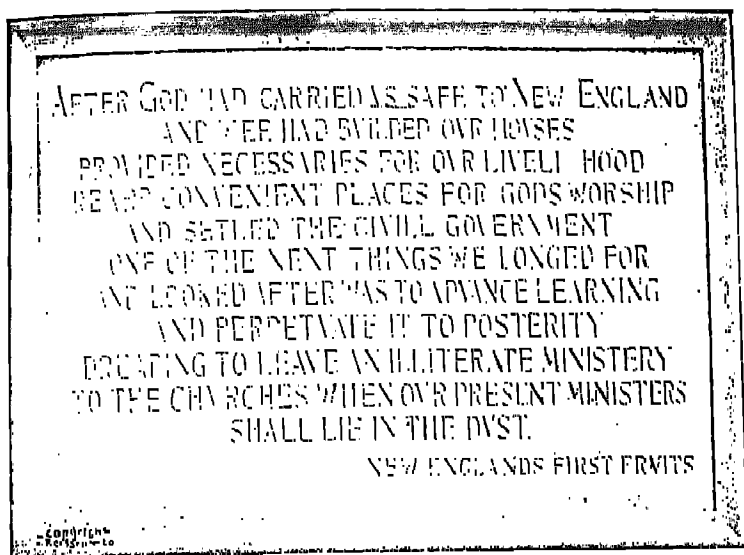 AFTER GOD HAD CARRIED VS SAFE TO NEW ENGLAND
AND WEE HAD BVILDED OVR HOVSES
PROVIDED NECESSARIES FOR OVR LIVELI HOOD
REARD CONVENIENT PLACES FOR GODS WORSHIP
AND SETLED THE CIVILL GOVERNMENT
ONE OF THE NEXT THINGS WE LONGED FOR
AND LOOKED AFTER WAS TO ADVANCE LEARNING
AND PERPETVATE IT TO POSTERITY
DREADING TO LEAVE AN ILLITERATE MINISTERY
TO THE CHVRCHES WHEN OVR PRESENT MINISTERS
SHALL LIE IN THE DVST.
NEW ENGLANDS FIRST FRVITS
Copyright